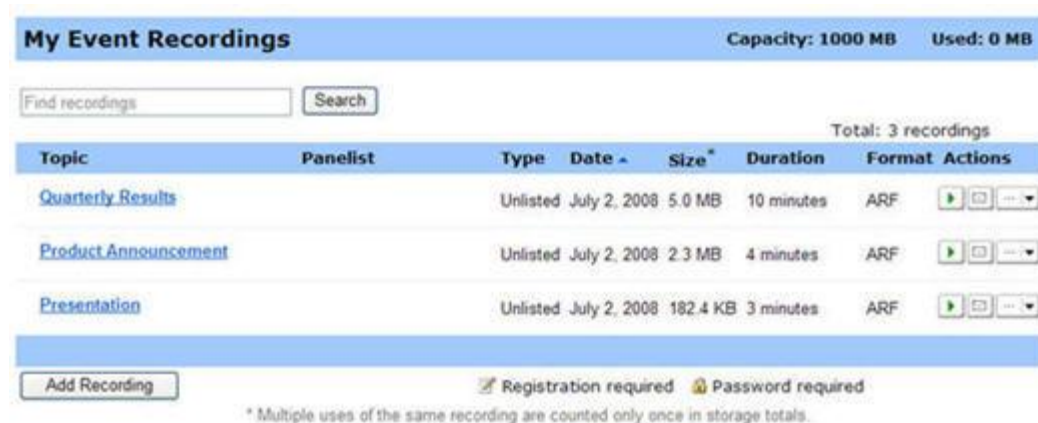 My Event Recordings Capacity: 1000 MB Used: 0 MB
Find recordings Search
Total: 3 recordings
Topic Panelist Type Date Size* Duration Format Actions
Quarterly Results Unlisted July 2, 2008 5.0 MB 10 minutes ARF
Product Announcement Unlisted July 2, 2008 2.3 MB 4 minutes ARF
Presentation Unlisted July 2, 2008 182.4 KB 3 minutes ARF
Add Recording Registration required Password required
* Multiple uses of the same recording are counted only once in storage totals.